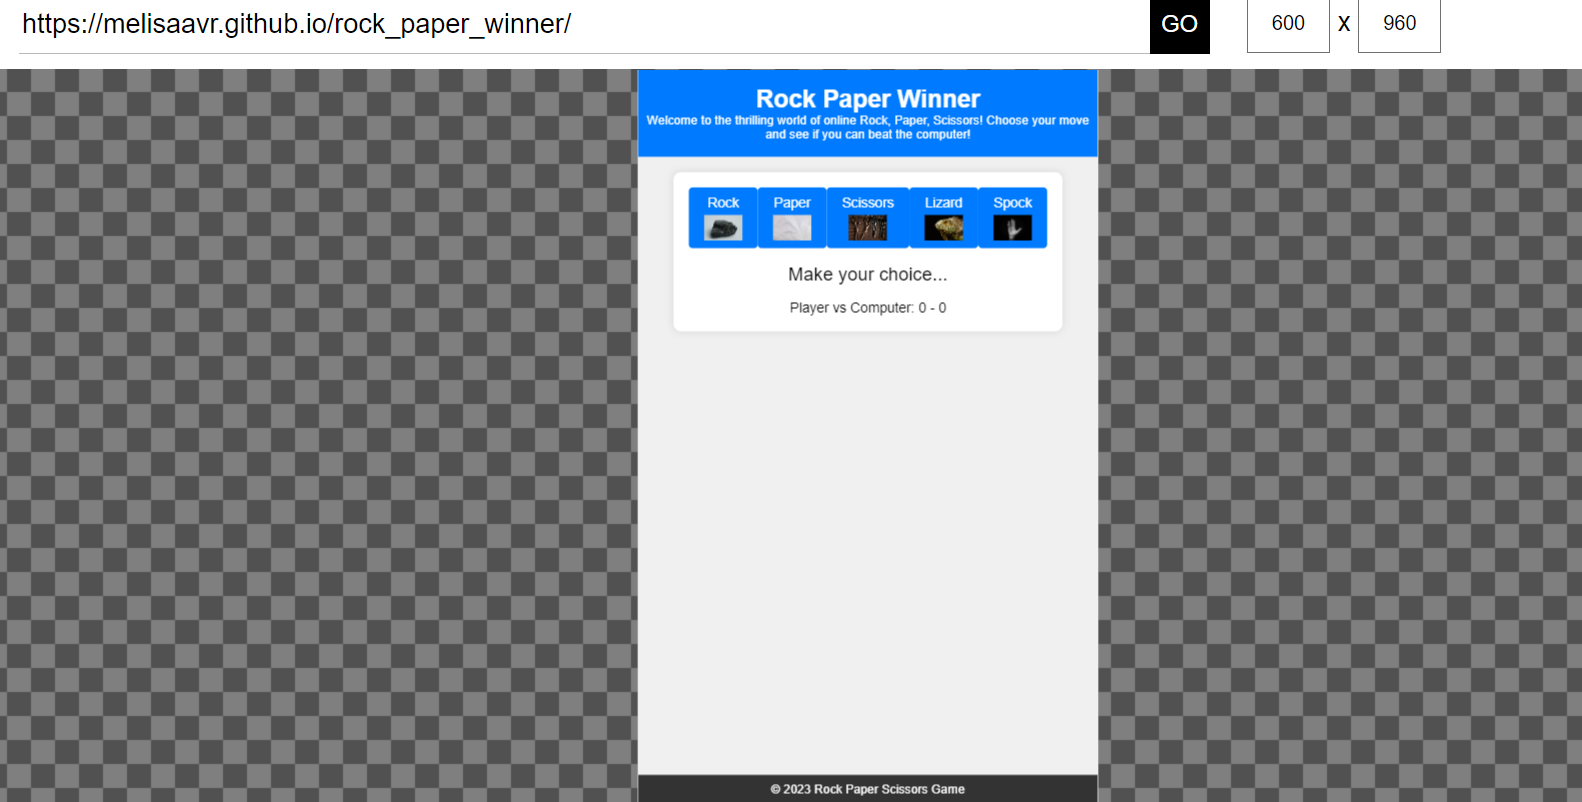 https://melisaavr.github.io/rock_paper_winner/ GO 600 X 960
Rock Paper Winner
Welcome to the thrilling world of online Rock, Paper, Scissors! Choose your move
and see if you can beat the computer!
Rock Paper Scissors Lizard Spock
Make your choice...
Player vs Computer: 0 - 0
© 2023 Rock Paper Scissors Game